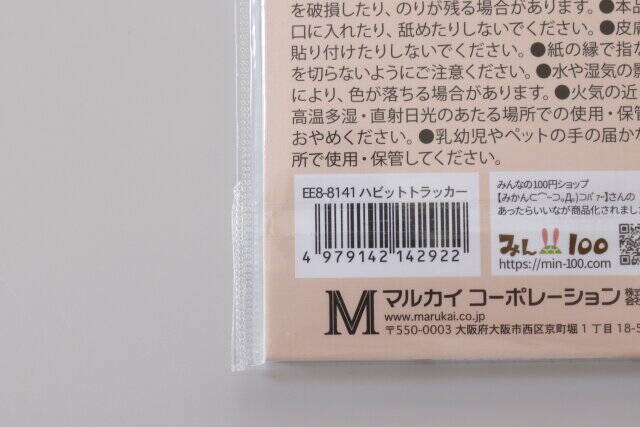 を破損したり、のりが残る場合があります。●本品
口に入れたり、舐めたりしないでください。●皮膚
貼り付けたりしないでください。●紙の縁で指な
を切らないようにご注意ください。●水や湿気の影
により、色が落ちる場合があります。●火気の近
高温多湿・直射日光のあたる場所での使用・保管
おやめください。●乳幼児やペットの手の届か
所で使用・保管してください。
EE8-8141 ハビットトラッカー
4 979142 142922
みんなの100円ショップ
【みかんさんの
あったらいいなが商品化されまし
みん100
https://min-100.com
M マルカイ コーポレーション 株式
www.marukai.co.jp
〒550-0003 大阪府大阪市西区京町堀1丁目18-5